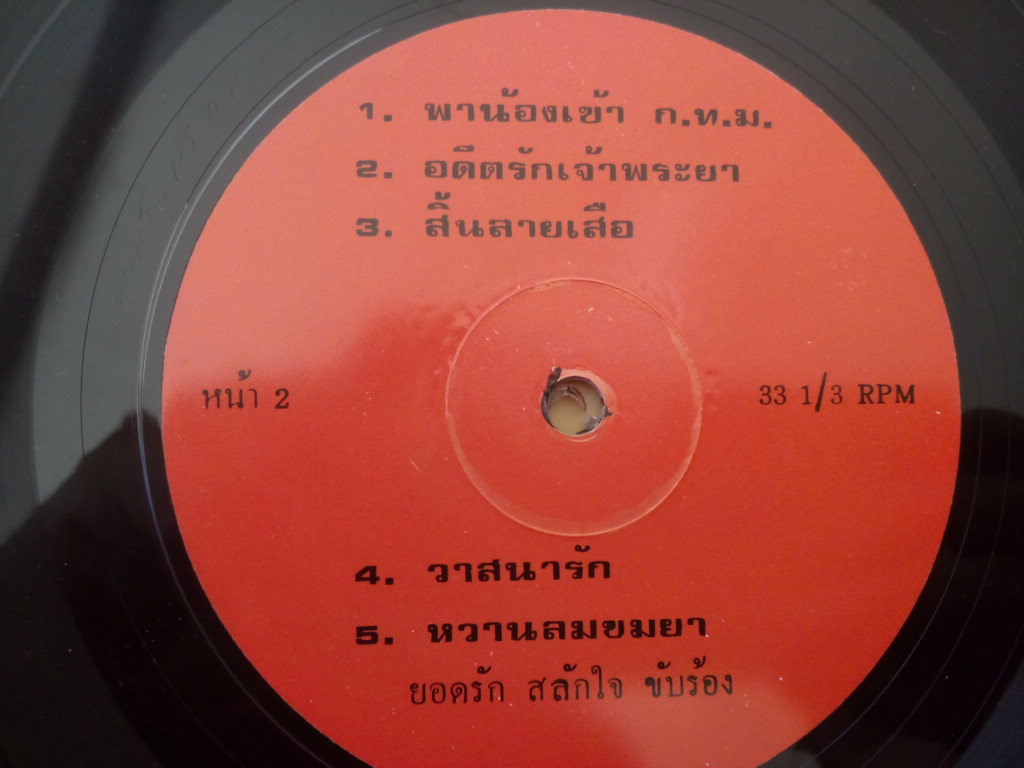 1. พาน้องเข้า ก.ท.ม.
2. อดีตรักเจ้าพระยา
3. สิ้นลายเสือ
หน้า 2
33 1/3 RPM
4. วาสนารัก
5. หวานลมขมยา
ยอดรัก สลักใจ ขับร้อง